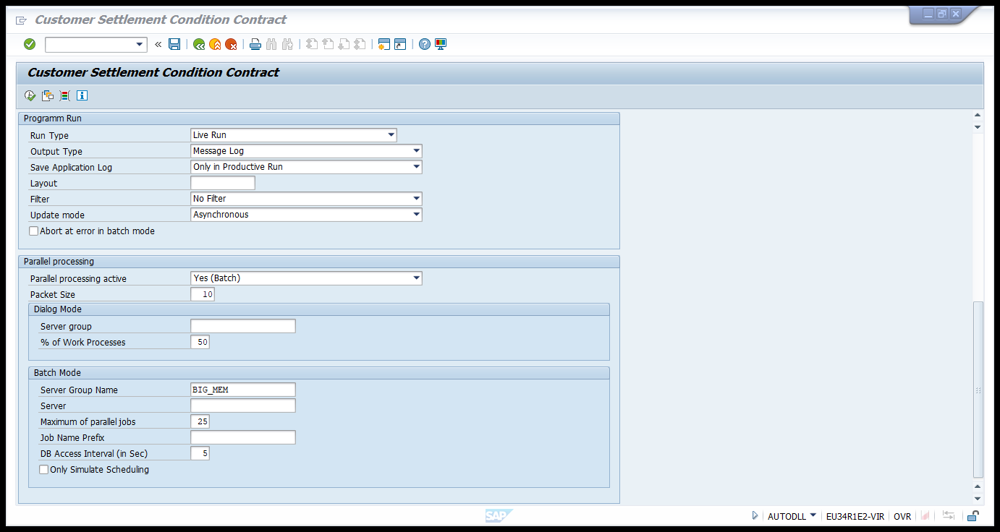 Customer Settlement Condition Contract
Customer Settlement Condition Contract
Programm Run
Run Type Live Run
Output Type Message Log
Save Application Log Only in Productive Run
Layout
Filter No Filter
Update mode Asynchronous
Abort at error in batch mode
Parallel processing
Parallel processing active Yes (Batch)
Packet Size 10
Dialog Mode
Server group
% of Work Processes 50
Batch Mode
Server Group Name BIG_MEM
Server
Maximum of parallel jobs 25
Job Name Prefix
DB Access Interval (in Sec) 5
Only Simulate Scheduling
SAP AUTODLL EU34R1E2-VIR OVR